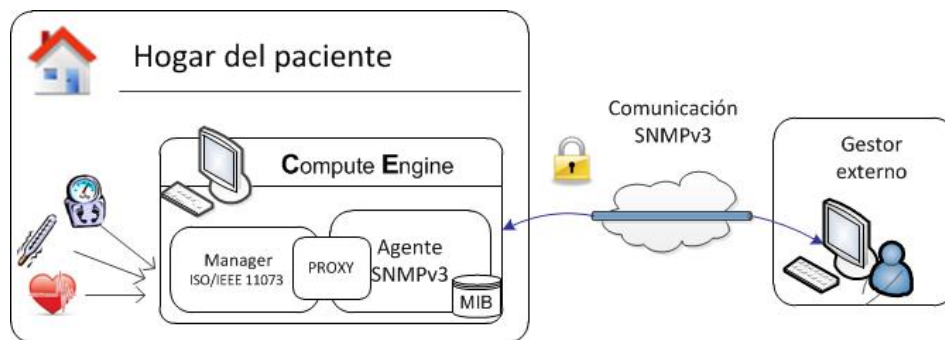 Hogar del paciente
Compute Engine
Manager
ISO/IEEE 11073
PROXY
Agente
SNMPv3
MIB
Comunicación
SNMPv3
Gestor
externo